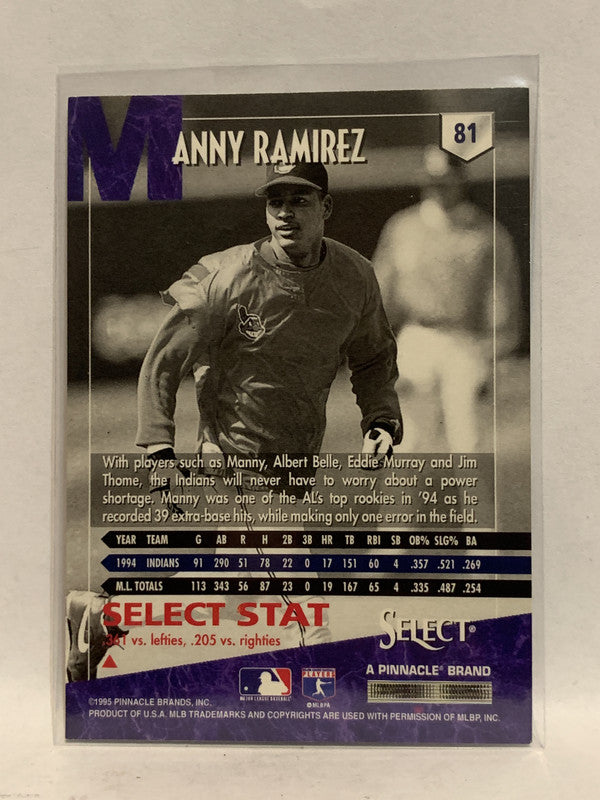 MANNY RAMIREZ
81
With players such as Manny, Albert Belle, Eddie Murray and Jim
Thome, the Indians will never have to worry about a power
shortage. Manny was one of the AL's top rookies in '94 as he
recorded 39 extra-base hits, while making only one error in the field.
YEAR TEAM G AB R H 2B 3B HR TB RBI SB OB% SLG% BA
1994 INDIANS 91 290 51 78 22 0 17 151 60 4 .357 .521 .269
M.L. TOTALS 113 343 56 87 23 0 19 167 65 4 .335 .487 .254
SELECT STAT
.341 vs. lefties, .205 vs. righties
SELECT®
A PINNACLE® BRAND
MAJOR LEAGUE BASEBALL®
PLAYERS
©MLBPA
©1995 PINNACLE BRANDS, INC.
PRODUCT OF U.S.A. MLB TRADEMARKS AND COPYRIGHTS ARE USED WITH PERMISSION OF MLBP, INC.